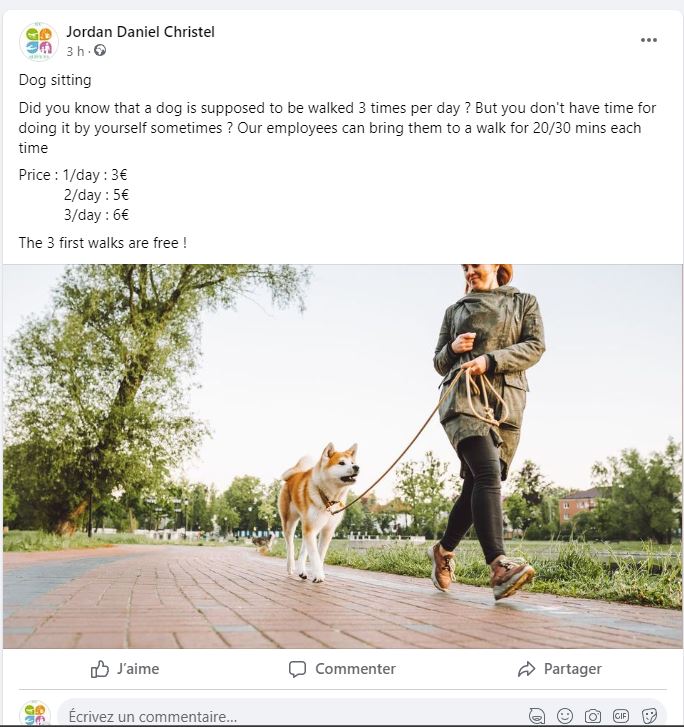 Jordan Daniel Christel
3 h ·
Dog sitting
Did you know that a dog is supposed to be walked 3 times per day ? But you don't have time for
doing it by yourself sometimes ? Our employees can bring them to a walk for 20/30 mins each
time
Price : 1/day : 3€
2/day : 5€
3/day : 6€
The 3 first walks are free !
J'aime Commenter Partager
Écrivez un commentaire...
GIF